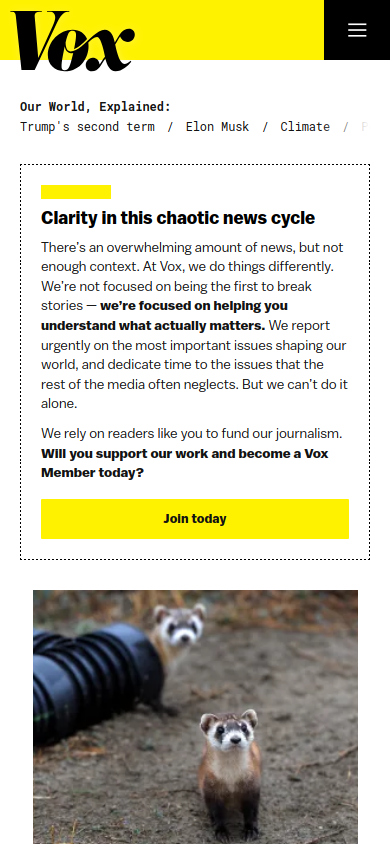 Vox
Our World, Explained:
Trump's second term / Elon Musk / Climate /
Clarity in this chaotic news cycle
There's an overwhelming amount of news, but not
enough context. At Vox, we do things differently.
We're not focused on being the first to break
stories — we're focused on helping you
understand what actually matters. We report
urgently on the most important issues shaping our
world, and dedicate time to the issues that the
rest of the media often neglects. But we can't do it
alone.
We rely on readers like you to fund our journalism.
Will you support our work and become a Vox
Member today?
Join today